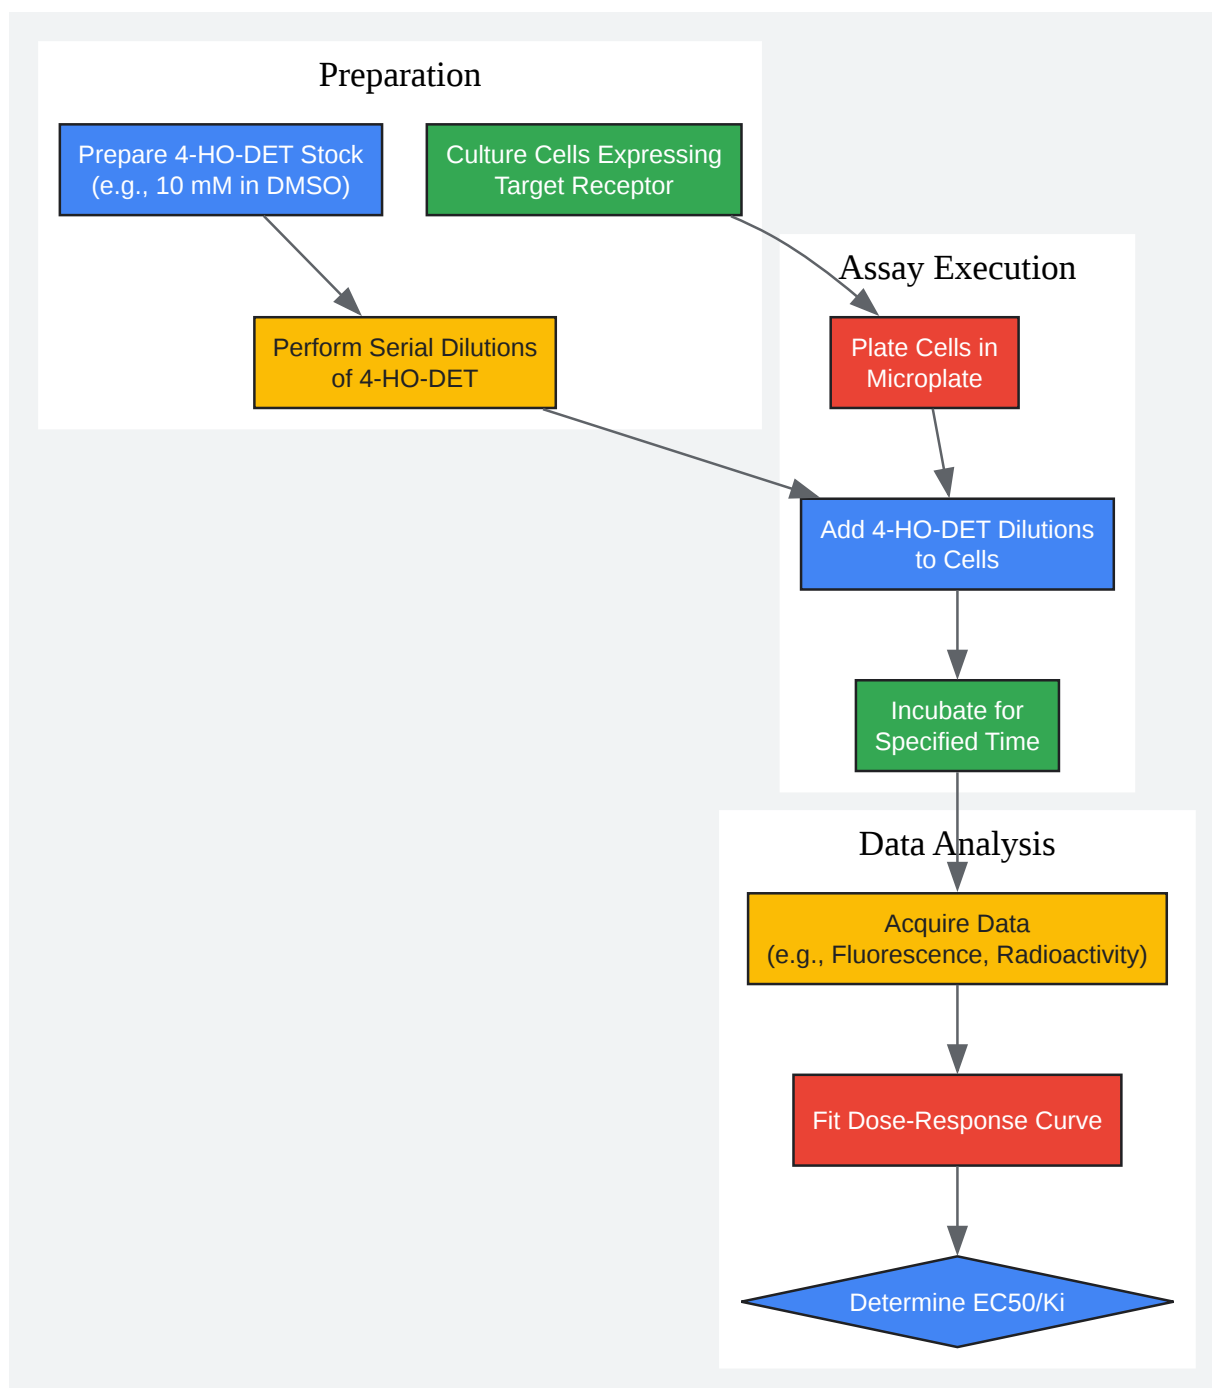 Preparation
Prepare 4-HO-DET Stock
(e.g., 10 mM in DMSO)
Culture Cells Expressing
Target Receptor
Perform Serial Dilutions
of 4-HO-DET
Assay Execution
Plate Cells in
Microplate
Add 4-HO-DET Dilutions
to Cells
Incubate for
Specified Time
Data Analysis
Acquire Data
(e.g., Fluorescence, Radioactivity)
Fit Dose-Response Curve
Determine EC50/Ki